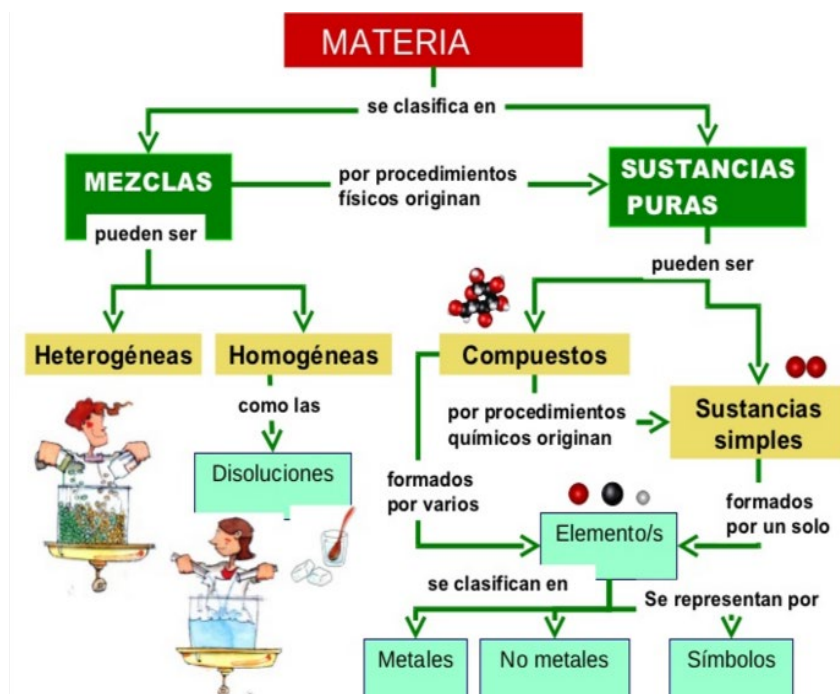 MATERIA
se clasifica en
MEZCLAS
por procedimientos
físicos originan
SUSTANCIAS
PURAS
pueden ser
pueden ser
Heterogéneas
Homogéneas
Compuestos
como las
por procedimientos
químicos originan
Sustancias
simples
Disoluciones
formados
por varios
formados
por un solo
Elemento/s
se clasifican en
Se representan por
Metales
No metales
Símbolos